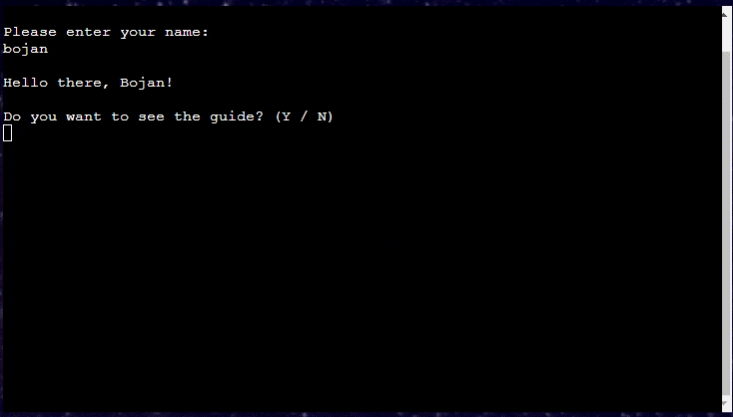 Please enter your name:
bojan
Hello there, Bojan!
Do you want to see the guide? (Y / N)